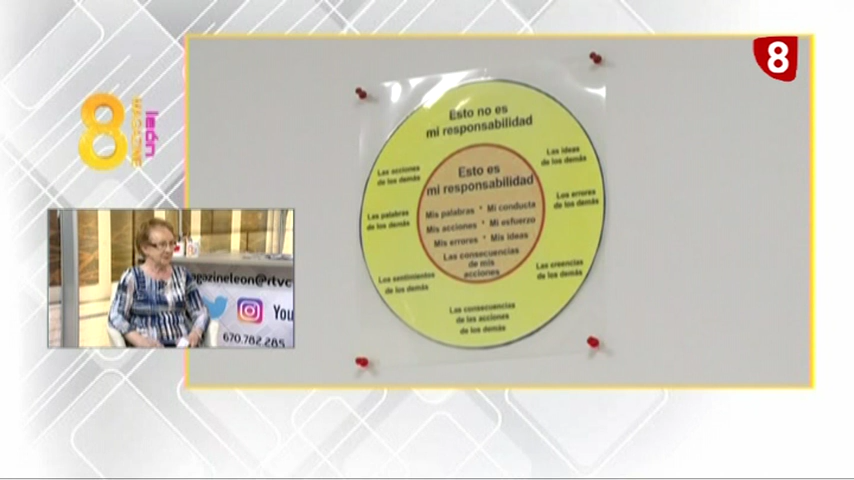 8
8
MAGAZINE
león
Esto no es
mi responsabilidad
Las acciones
de los demás
Las ideas
de los demás
Esto es
mi responsabilidad
Las palabras
de los demás
Los errores
de los demás
Mis palabras * Mi conducta
Mis acciones * Mi esfuerzo
Mis errores * Mis ideas
Las consecuencias
de mis
acciones
Los sentimientos
de los demás
Las creencias
de los demás
Las consecuencias
de las acciones
de los demás
agazineleon@rtvc
You
670.782.285